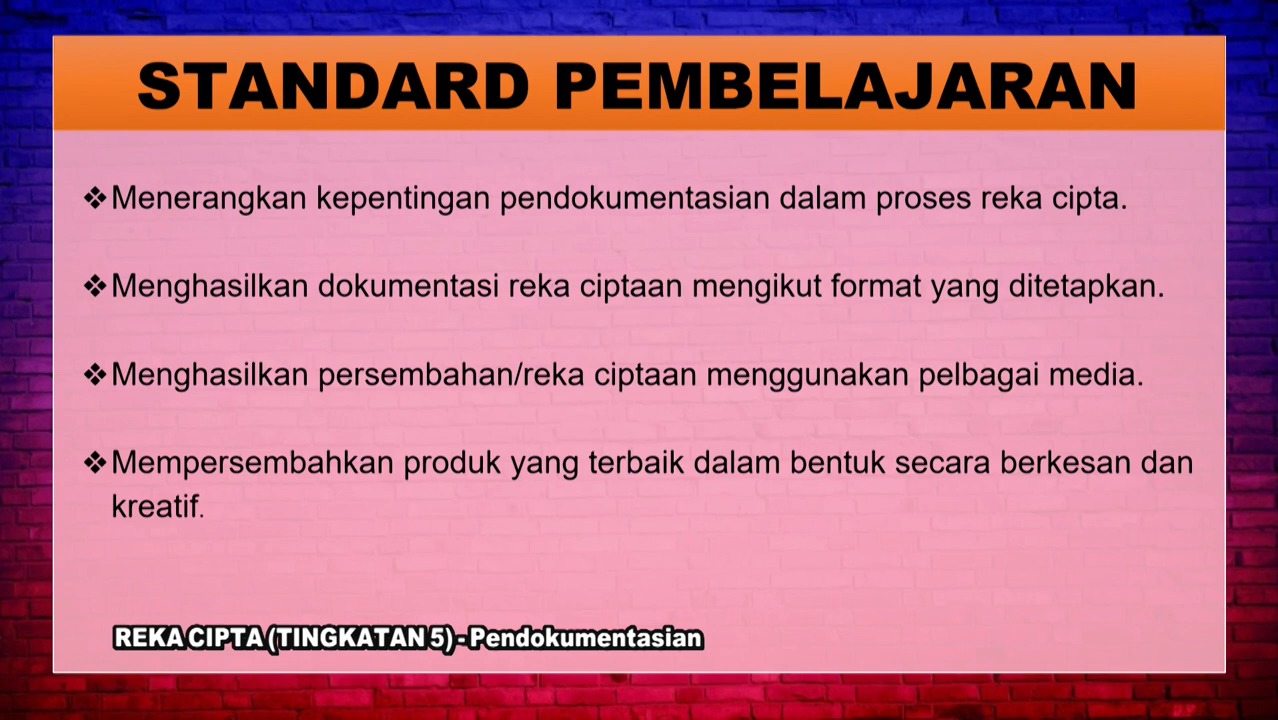 STANDARD PEMBELAJARAN
❖Menerangkan kepentingan pendokumentasian dalam proses reka cipta.
❖Menghasilkan dokumentasi reka ciptaan mengikut format yang ditetapkan.
❖Menghasilkan persembahan/reka ciptaan menggunakan pelbagai media.
❖Mempersembahkan produk yang terbaik dalam bentuk secara berkesan dan
kreatif.
REKA CIPTA (TINGKATAN 5) - Pendokumentasian